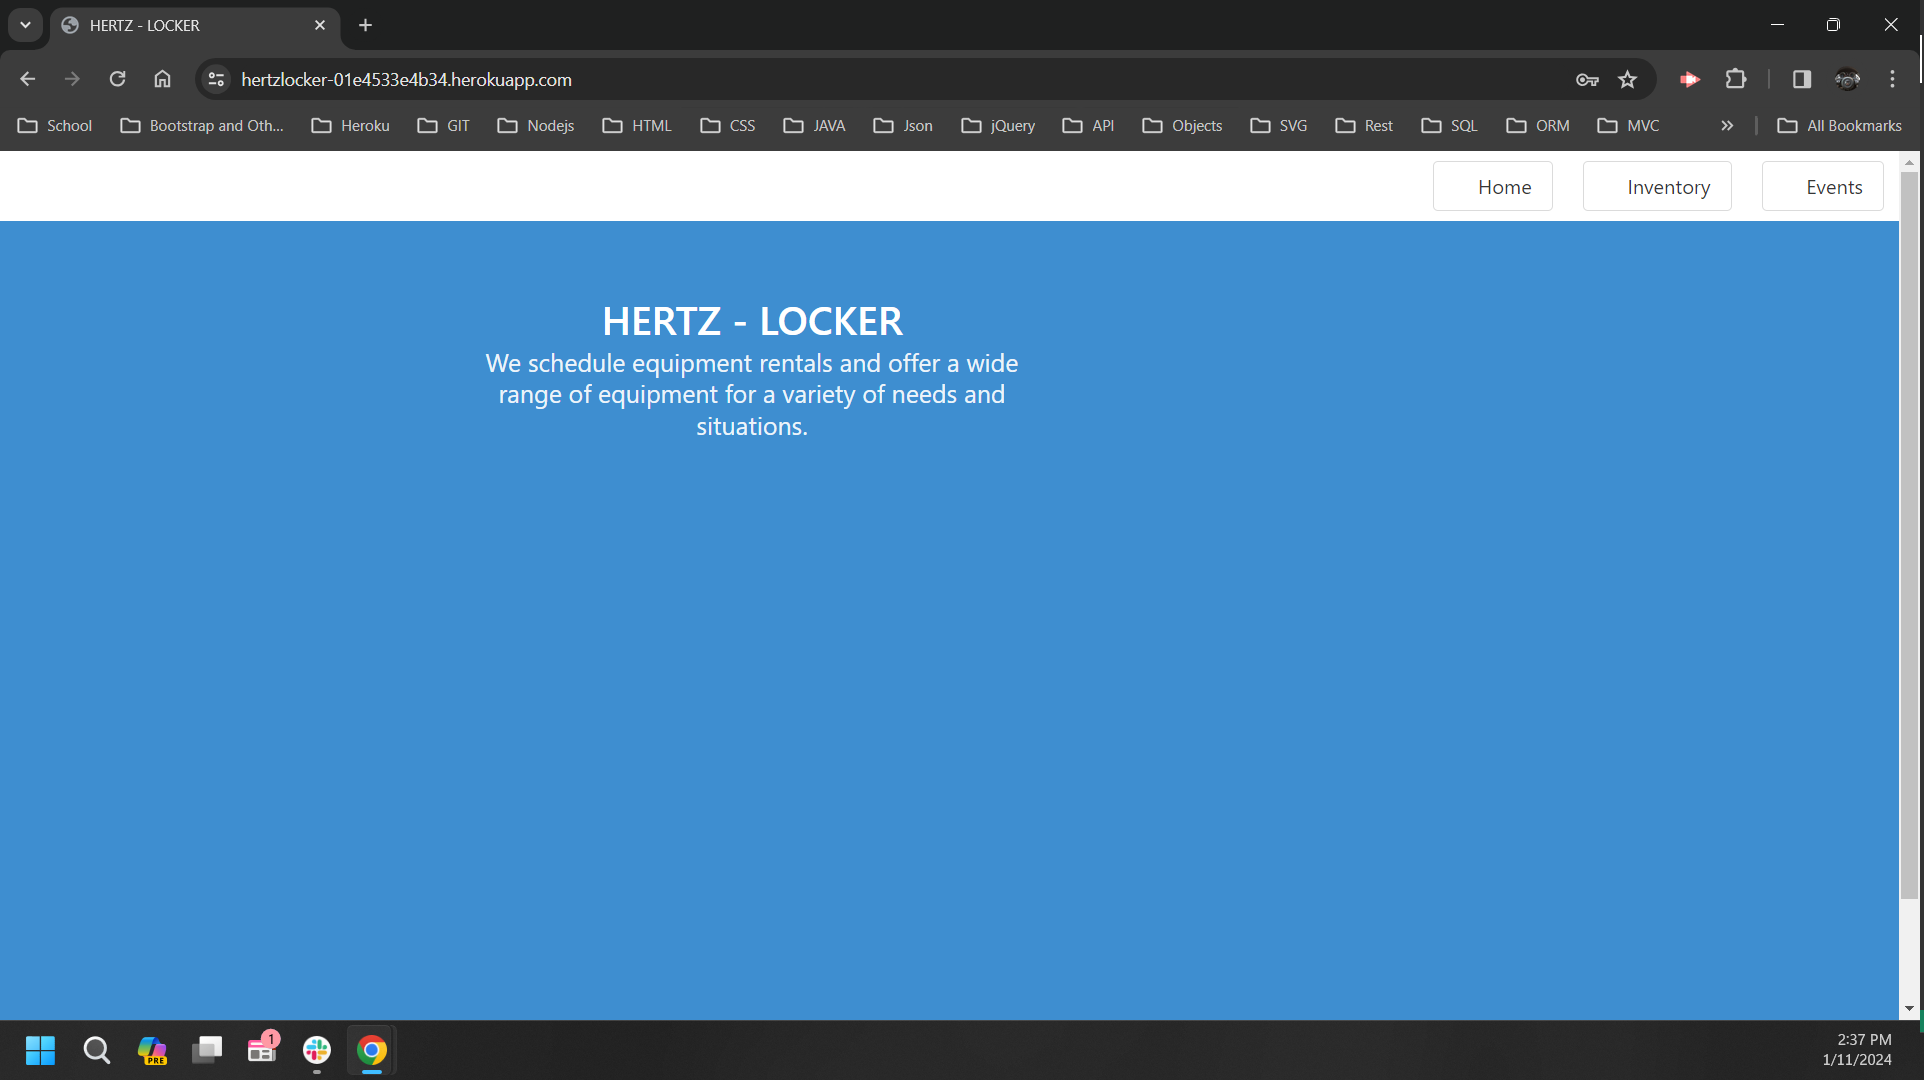 HERTZ - LOCKER
hertzlocker-01e4533e4b34.herokuapp.com
School Bootstrap and Oth... Heroku GIT Nodejs HTML CSS JAVA Json jQuery API Objects SVG Rest SQL ORM MVC » All Bookmarks
Home Inventory Events
HERTZ - LOCKER
We schedule equipment rentals and offer a wide
range of equipment for a variety of needs and
situations.
PRE 1 2:37 PM
1/11/2024